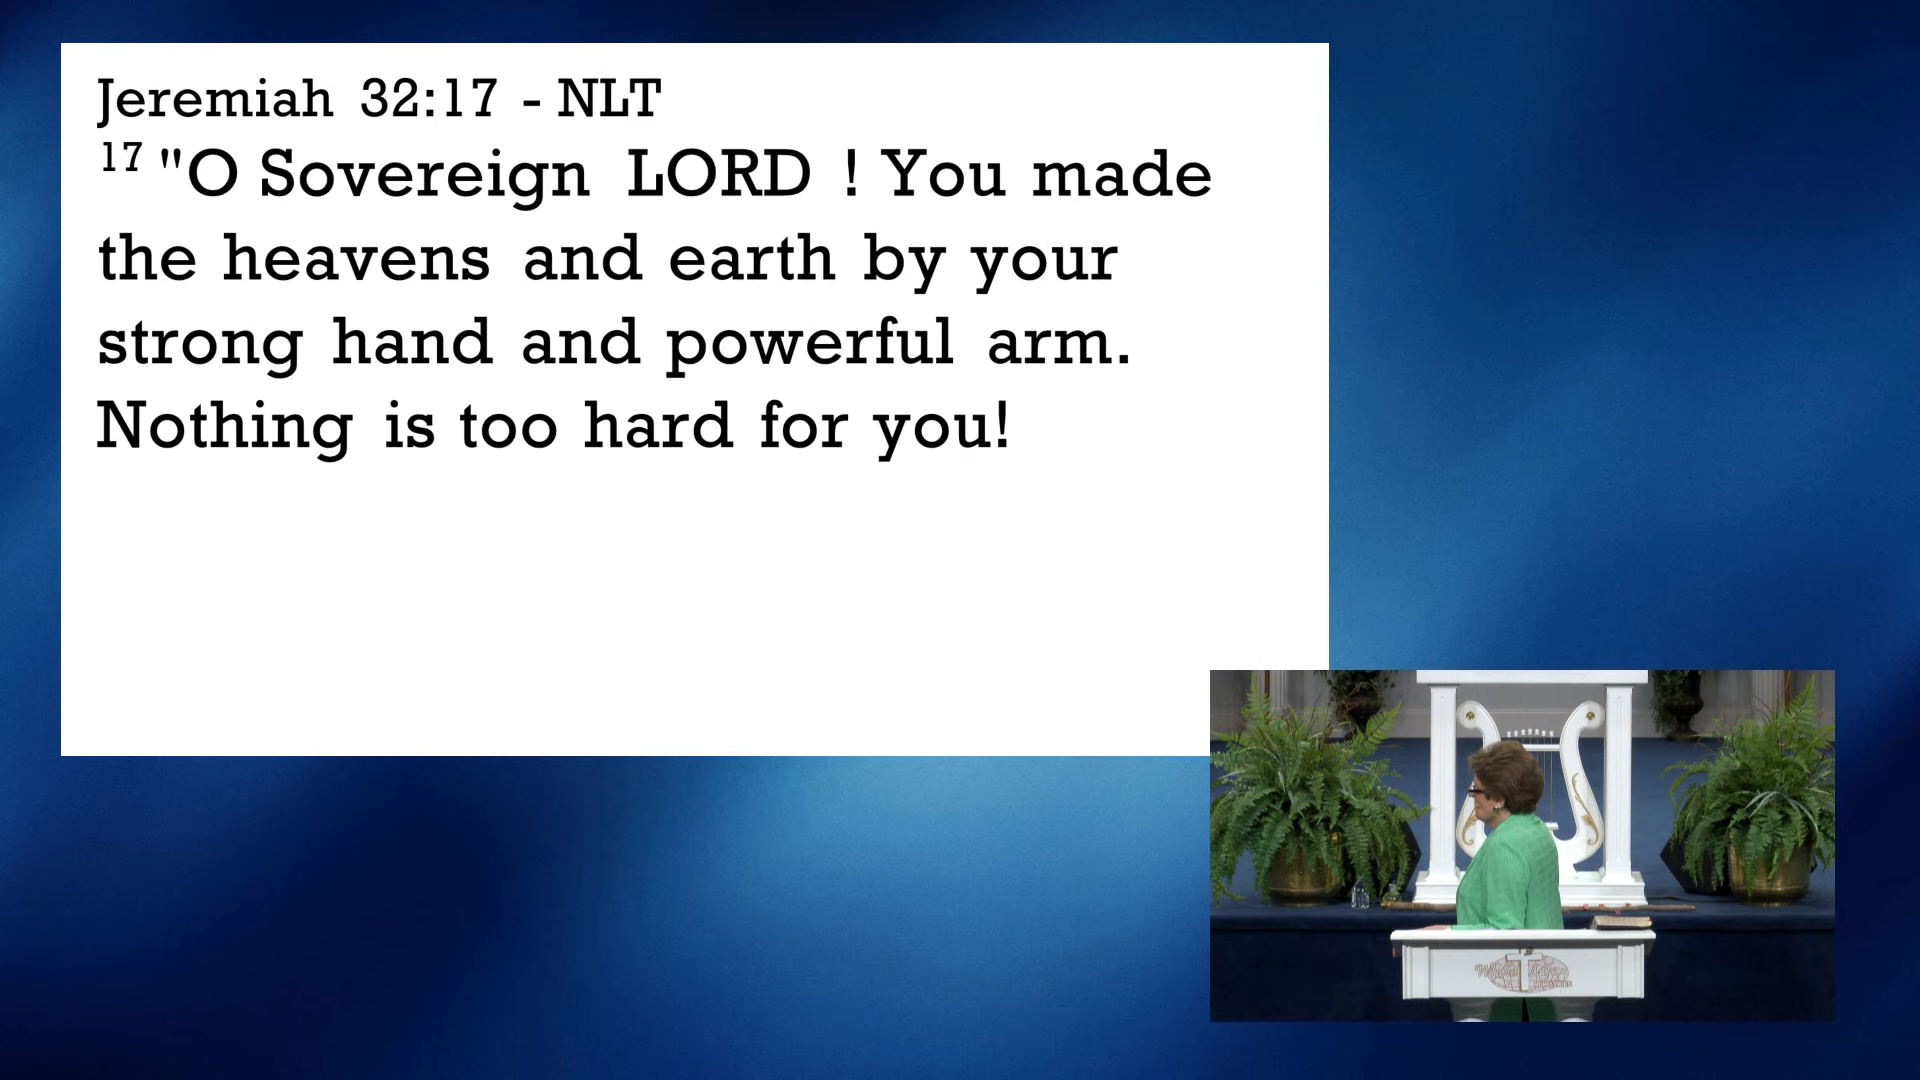 Jeremiah 32:17 - NLT
17 "O Sovereign LORD ! You made
the heavens and earth by your
strong hand and powerful arm.
Nothing is too hard for you!
MINISTRIES